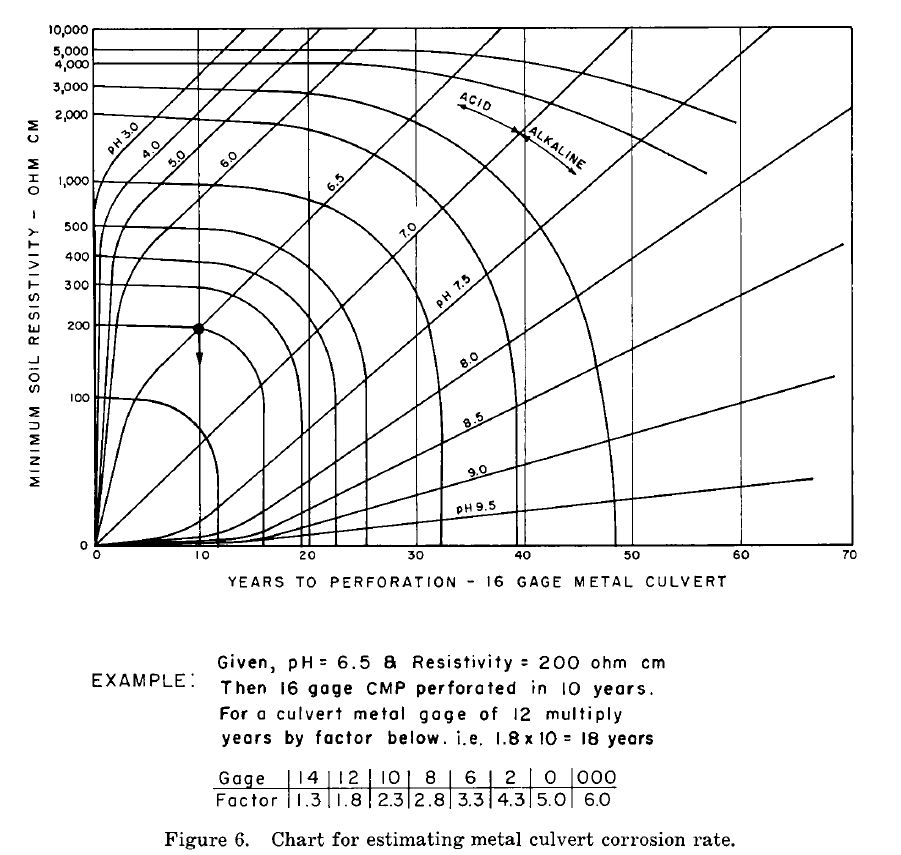 10,000
5,000
4,000
3,000
2,000
1,000
500
400
300
200
100
0
MINIMUM SOIL RESISTIVITY - OHM CM
pH 3.0
4.0
5.0
6.0
6.5
7.0
pH 7.5
8.0
8.5
9.0
pH 9.5
ACID
ALKALINE
0 10 20 30 40 50 60 70
YEARS TO PERFORATION - 16 GAGE METAL CULVERT
EXAMPLE:
Given, pH = 6.5 & Resistivity = 200 ohm cm
Then 16 gage CMP perforated in 10 years.
For a culvert metal gage of 12 multiply
years by factor below. i.e. 1.8 x 10 = 18 years
Gage 14 12 10 8 6 2 0 000
Factor 1.3 1.8 2.3 2.8 3.3 4.3 5.0 6.0
Figure 6. Chart for estimating metal culvert corrosion rate.